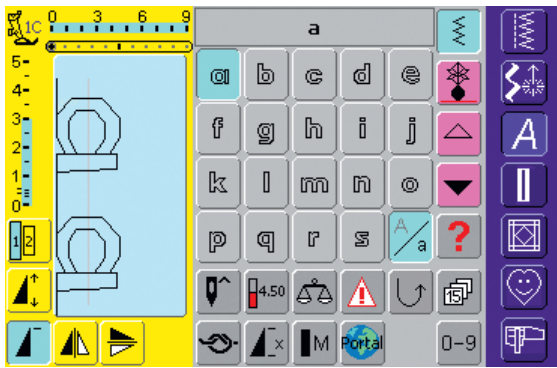 1C 0 3 6 9
a
5
4
3
2
1
0
a b c d e
f g h i j
k l m n o
p q r s A/a ?
1 2
4.50 15
x M Portal 0-9
A